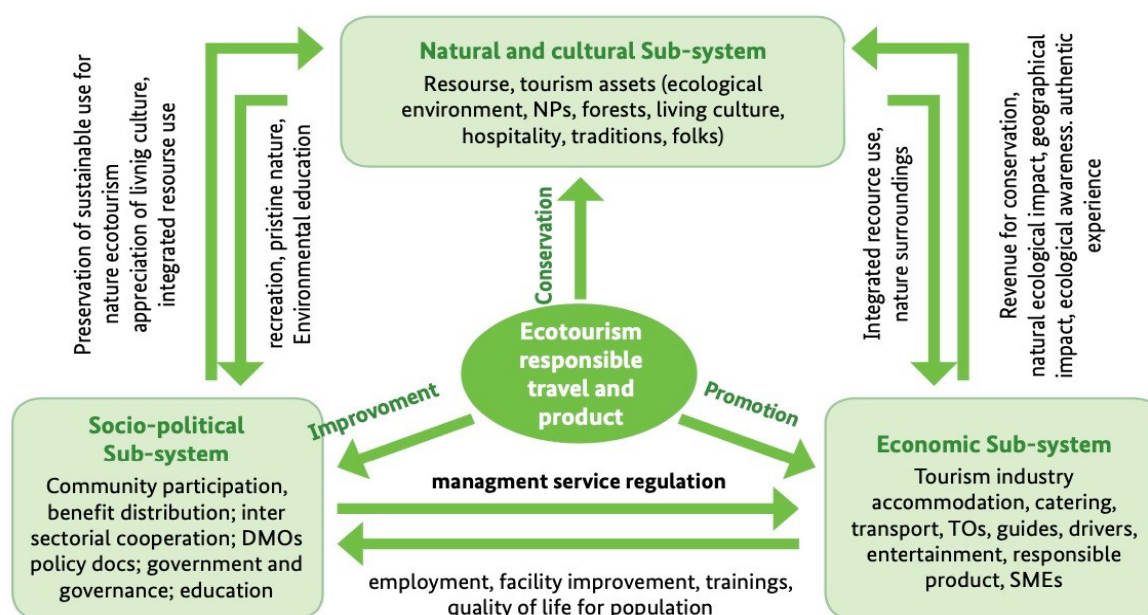 Natural and cultural Sub-system
Resourse, tourism assets (ecological
environment, NPs, forests, living culture,
hospitality, traditions, folks)
Preservation of sustainable use for
nature ecotourism
appreciation of livnig culture,
integrated resourse use
recreation, pristine nature,
Environmental education
Conservation
Integrated recource use,
nature surroundings
Revenue for conservation,
natural ecological impact, geographical
impact, ecological awareness. authentic
experience
Ecotourism
responsible
travel and
product
Improvoment
Promotion
Socio-political
Sub-system
Community participation,
benefit distribution; inter
sectorial cooperation; DMOs
policy docs; government and
governance; education
managment service regulation
employment, facility improvement, trainings,
quality of life for population
Economic Sub-system
Tourism industry
accommodation, catering,
transport, TOs, guides, drivers,
entertainment, responsible
product, SMEs